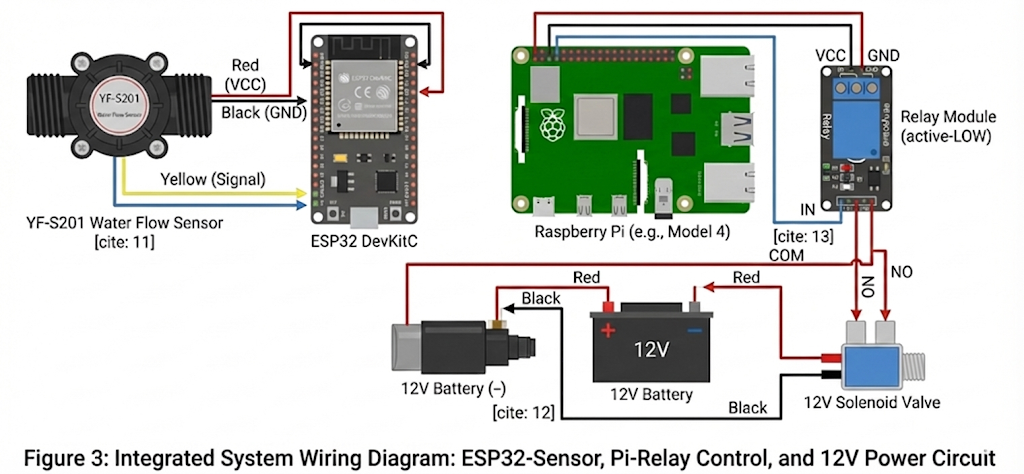 YF-S201
Water Flow Sensor
Red
(VCC)
Black (GND)
Yellow (Signal)
YF-S201 Water Flow Sensor
[cite: 11]
ESP32 DevKitC
Raspberry Pi (e.g., Model 4)
VCC
GND
Relay
Relay Module
(active-LOW)
IN
[cite: 13]
COM
NO
NO
Red
Black
Red
+
−
12V
12V Battery (−)
[cite: 12]
12V Battery
Black
12V Solenoid Valve
Figure 3: Integrated System Wiring Diagram: ESP32-Sensor, Pi-Relay Control, and 12V Power Circuit